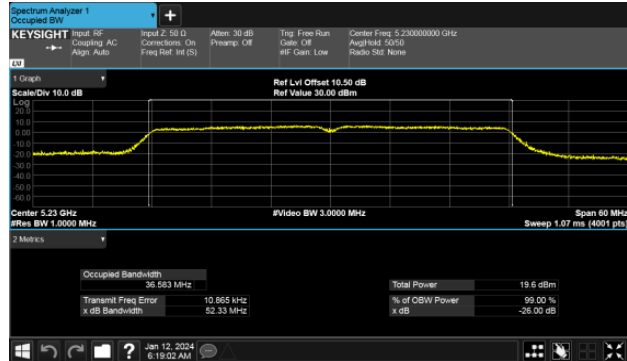 Spectrum Analyzer 1
Occupied BW
KEYSIGHT Input: RF Input Z: 50 Ω Atten: 30 dB Trig: Free Run Center Freq: 5.230000000 GHz
Coupling: AC Corrections: On Preamp: Off Gate: Off Avg|Hold: 50/50
Align: Auto Freq Ref: Int (S) #IF Gain: Low Radio Std: None
LXI
1 Graph Ref Lvl Offset 10.50 dB
Scale/Div 10.0 dB Ref Value 30.00 dBm
Log
20.0
10.0
0.00
-10.0
-20.0
-30.0
-40.0
-50.0
-60.0
Center 5.23 GHz #Video BW 3.0000 MHz Span 60 MHz
#Res BW 1.0000 MHz Sweep 1.07 ms (4001 pts)
2 Metrics
Occupied Bandwidth
36.583 MHz Total Power 19.6 dBm
Transmit Freq Error 10.865 kHz % of OBW Power 99.00 %
x dB Bandwidth 52.33 MHz x dB -26.00 dB
? Jan 12, 2024
6:19:02 AM